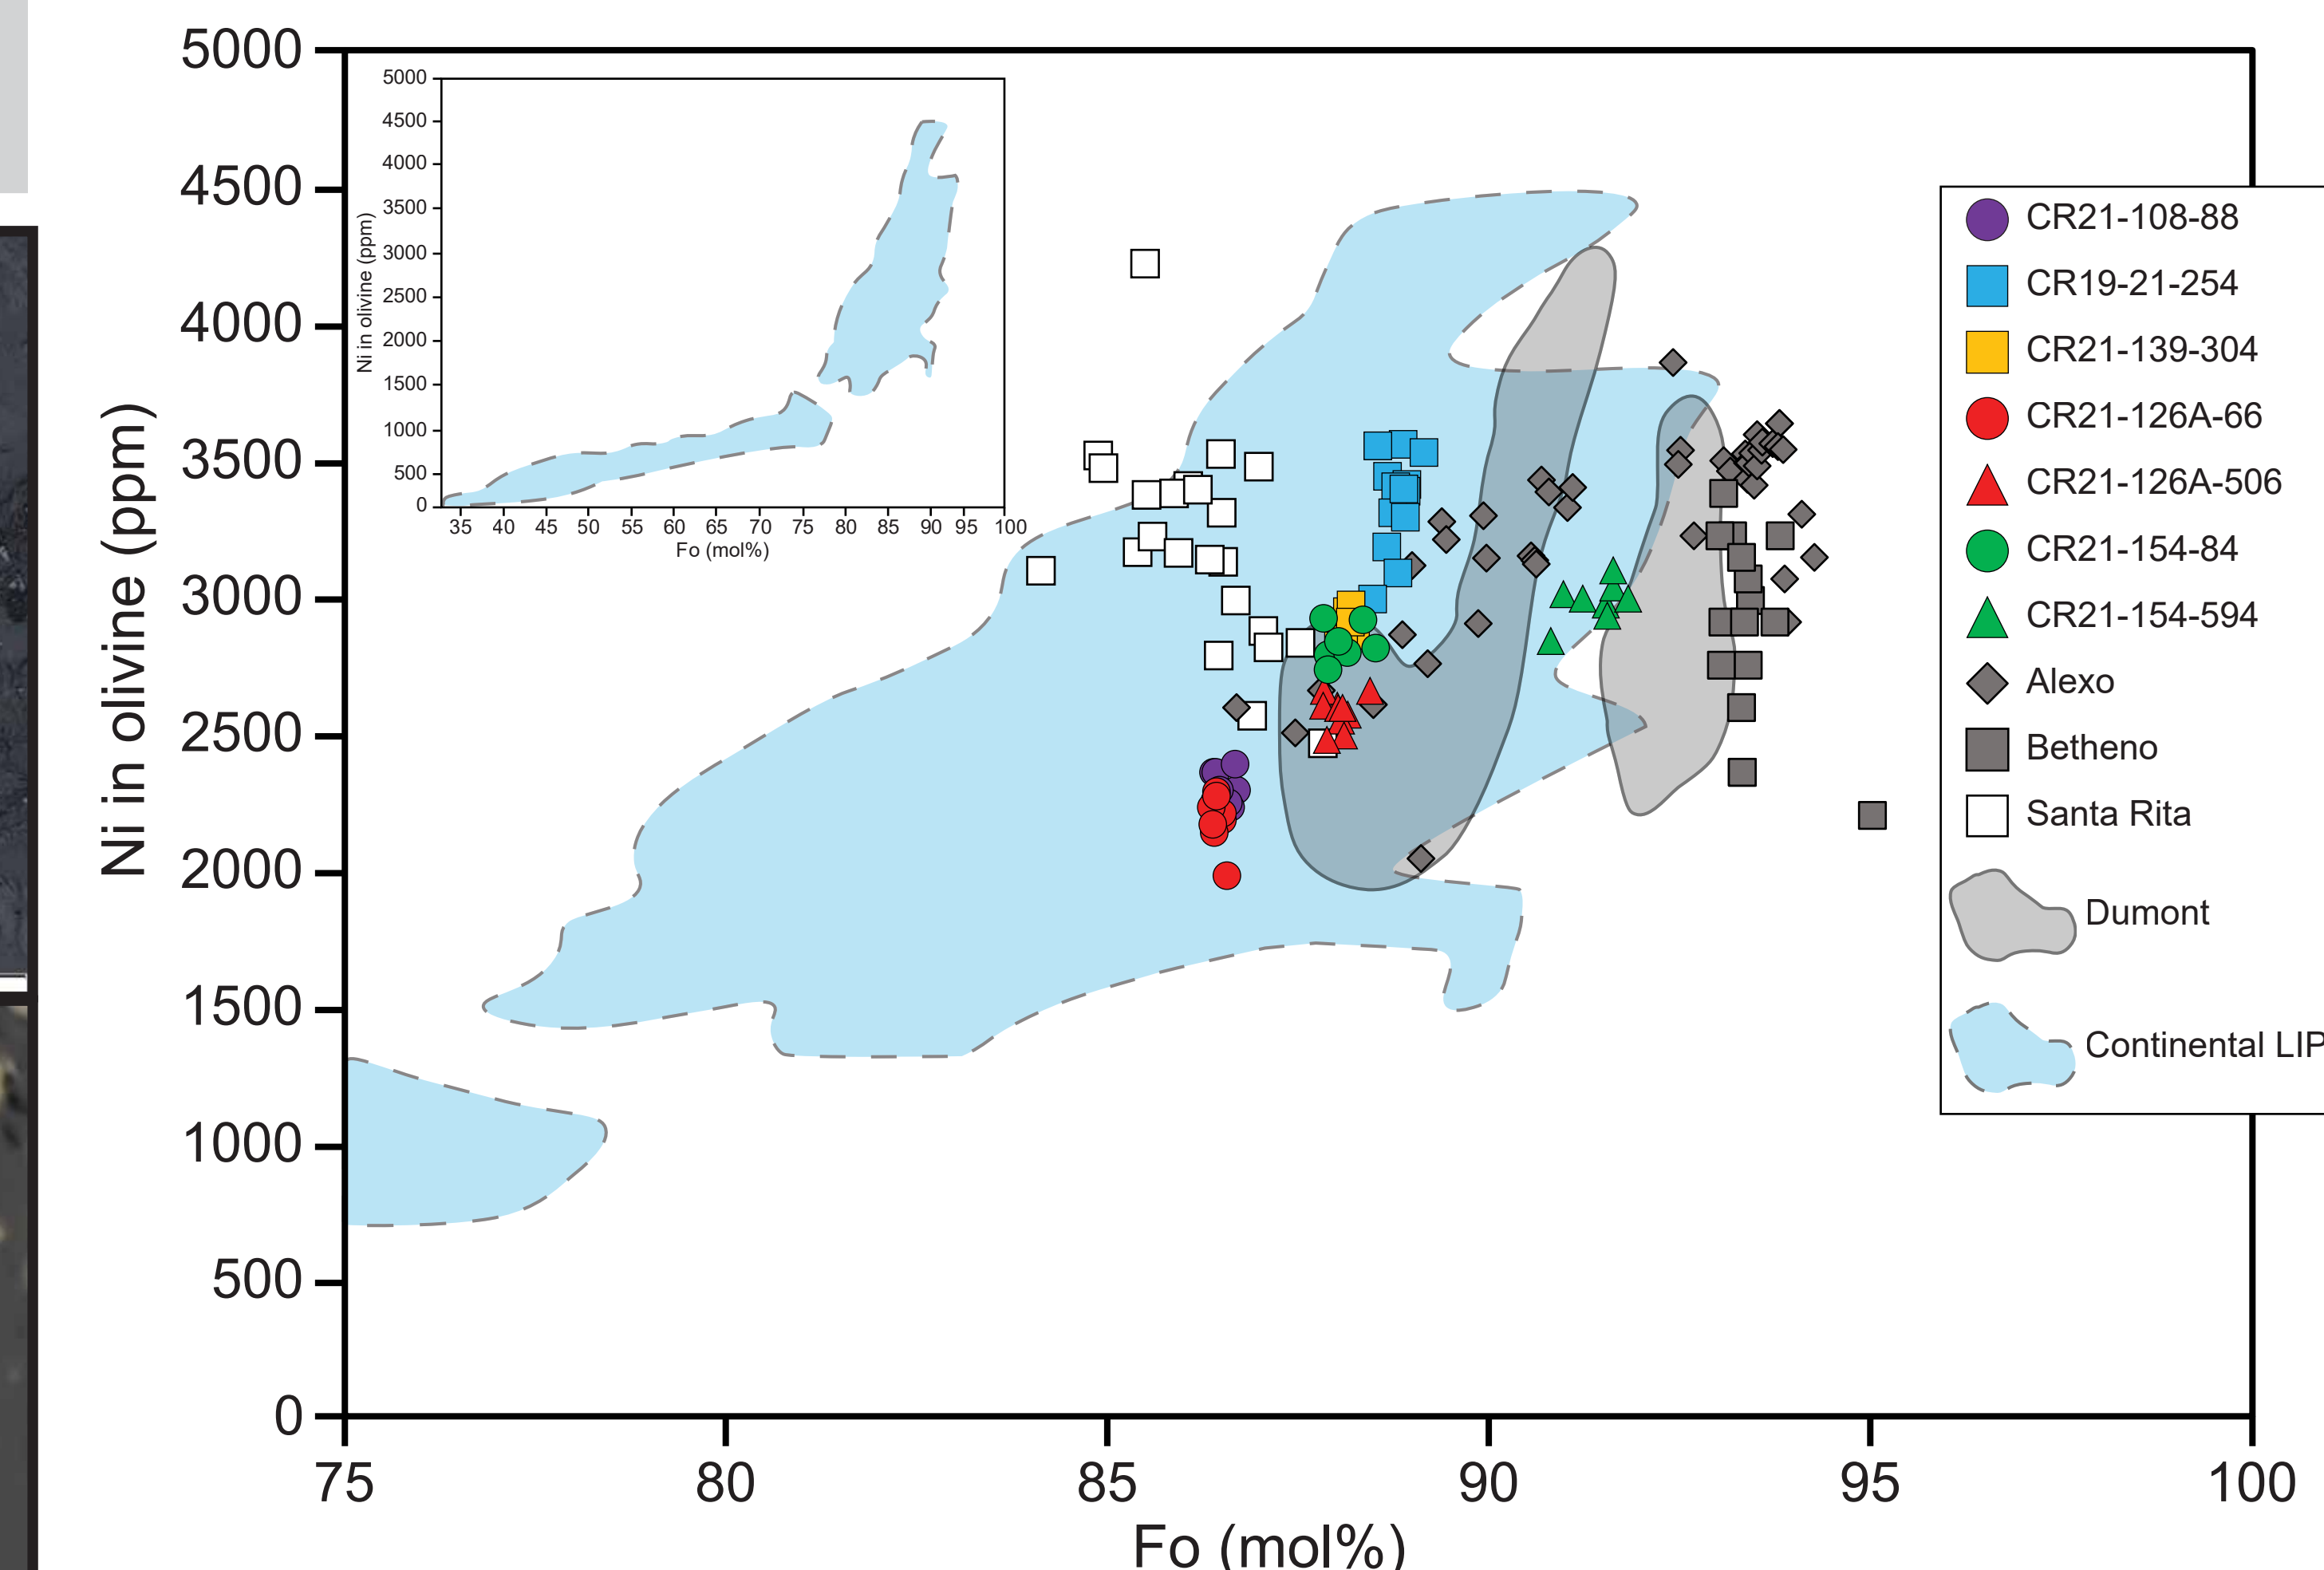 5000
4500
4000
3500
3000
2500
2000
1500
1000
500
0
Ni in olivine (ppm)
75
80
85
90
95
100
Fo (mol%)
5000
4500
4000
3500
3000
2500
2000
1500
1000
500
0
Ni in olivine (ppm)
35 40 45 50 55 60 65 70 75 80 85 90 95 100
Fo (mol%)
CR21-108-88
CR19-21-254
CR21-139-304
CR21-126A-66
CR21-126A-506
CR21-154-84
CR21-154-594
Alexo
Betheno
Santa Rita
Dumont
Continental LIP